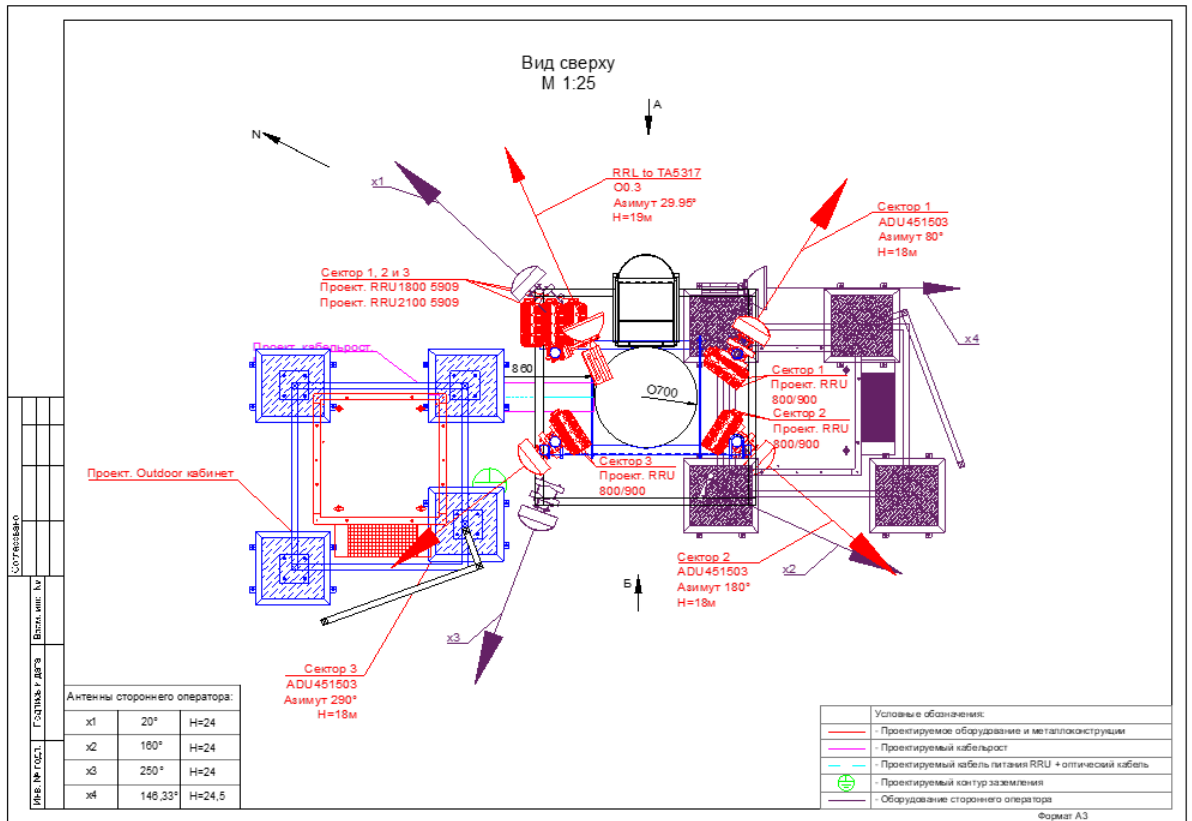 Вид сверху
М 1:25
А
N
x1
RRL to TA5317
O0.3
Азимут 29.95°
H=19м
Сектор 1
ADU451503
Азимут 80°
H=18м
Сектор 1, 2 и 3
Проект. RRU1800 5909
Проект. RRU2100 5909
x4
Проект. кабельрост
860
O700
Сектор 1
Проект. RRU
800/900
Сектор 2
Проект. RRU
800/900
Сектор 3
Проект. RRU
800/900
Проект. Outdoor кабинет
Сектор 2
ADU451503
Азимут 180°
H=18м
x2
Б
x3
Сектор 3
ADU451503
Азимут 290°
H=18м
Согласовано
Взам. инв. №
Подпись и дата
Инв. № подл.
Антенны стороннего оператора:
x1 20° H=24
x2 160° H=24
x3 250° H=24
x4 146,33° H=24,5
Условные обозначения:
- Проектируемое оборудование и металлоконструкции
- Проектируемый кабельрост
- Проектируемый кабель питания RRU + оптический кабель
- Проектируемый контур заземления
- Оборудование стороннего оператора
Формат А3